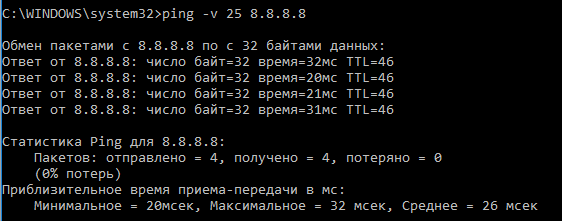 C:\WINDOWS\system32>ping -v 25 8.8.8.8
Обмен пакетами с 8.8.8.8 по с 32 байтами данных:
Ответ от 8.8.8.8: число байт=32 время=32мс TTL=46
Ответ от 8.8.8.8: число байт=32 время=20мс TTL=46
Ответ от 8.8.8.8: число байт=32 время=21мс TTL=46
Ответ от 8.8.8.8: число байт=32 время=31мс TTL=46
Статистика Ping для 8.8.8.8:
Пакетов: отправлено = 4, получено = 4, потеряно = 0
(0% потерь)
Приблизительное время приема-передачи в мс:
Минимальное = 20мсек, Максимальное = 32 мсек, Среднее = 26 мсек